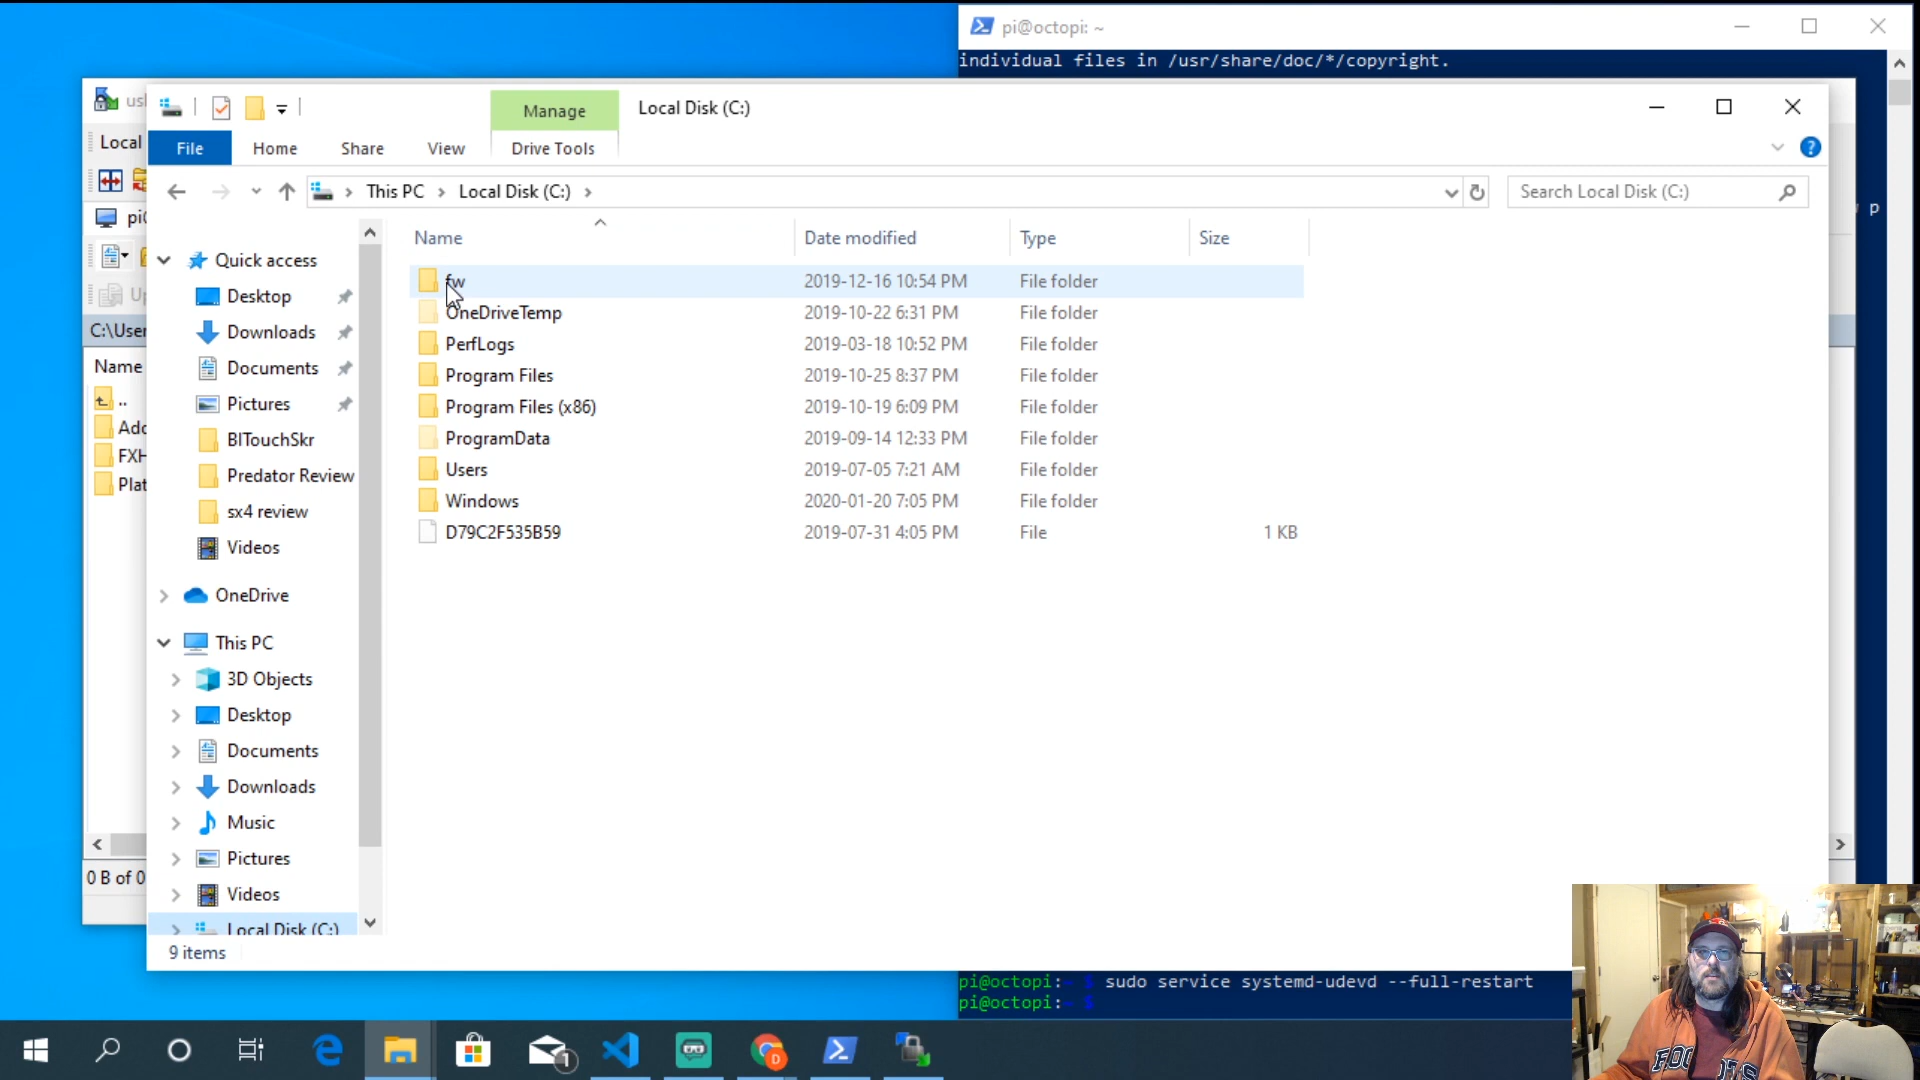 pi@octopi: ~
individual files in /usr/share/doc/*/copyright.
Manage
Local Disk (C:)
Local
File
Home
Share
View
Drive Tools
This PC
Local Disk (C:)
Search Local Disk (C:)
p
Name
Date modified
Type
Size
Quick access
Desktop
Downloads
Documents
Pictures
BlTouchSkr
Predator Review
sx4 review
Videos
OneDrive
This PC
3D Objects
Desktop
Documents
Downloads
Music
Pictures
Videos
Local Disk (C:)
fw 2019-12-16 10:54 PM File folder
OneDriveTemp 2019-10-22 6:31 PM File folder
PerfLogs 2019-03-18 10:52 PM File folder
Program Files 2019-10-25 8:37 PM File folder
Program Files (x86) 2019-10-19 6:09 PM File folder
ProgramData 2019-09-14 12:33 PM File folder
Users 2019-07-05 7:21 AM File folder
Windows 2020-01-20 7:05 PM File folder
D79C2F535B59 2019-07-31 4:05 PM File 1 KB
C:\User
Name
..
FXH
Plat
0 B of 0
9 items
pi@octopi:~ $ sudo service systemd-udevd --full-restart
pi@octopi:~ $
1
D